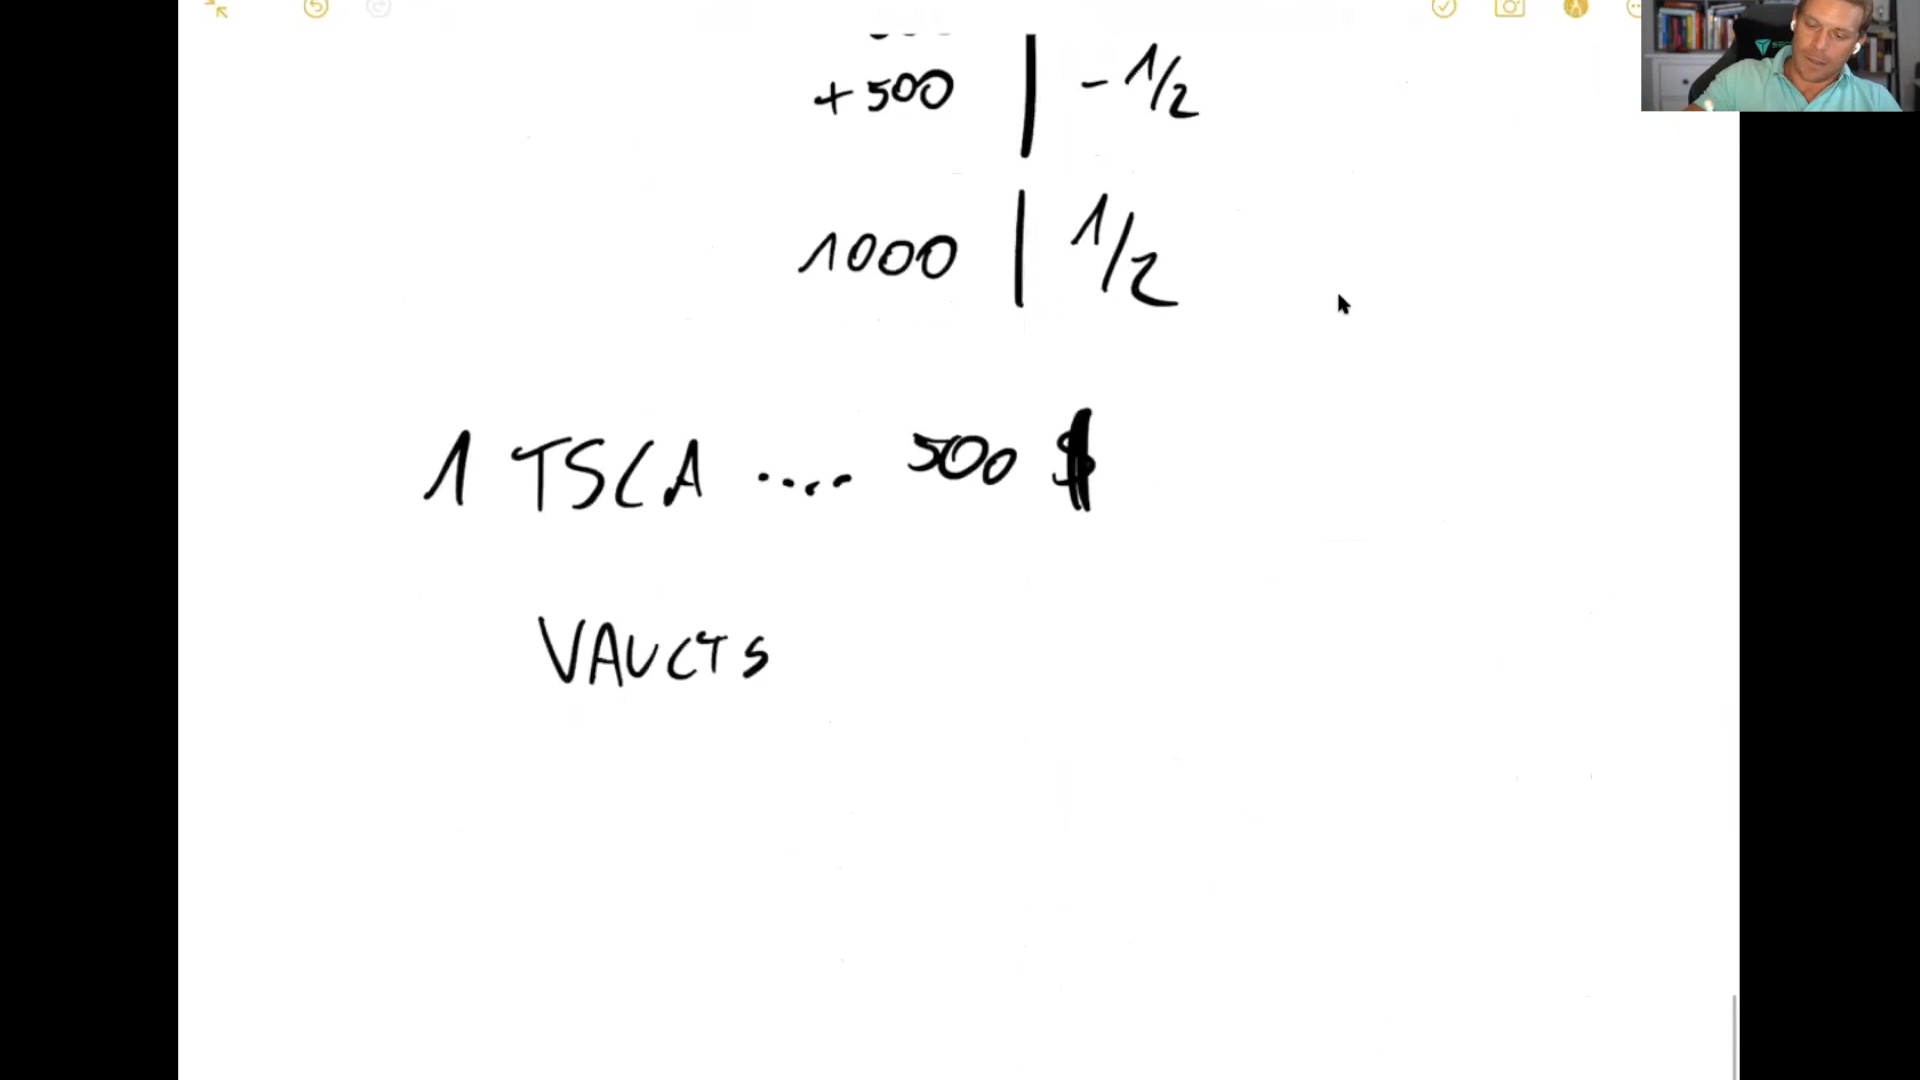 + 500 | - 1/2
1000 | 1/2
1 TSLA .... 500 $
VAULTS